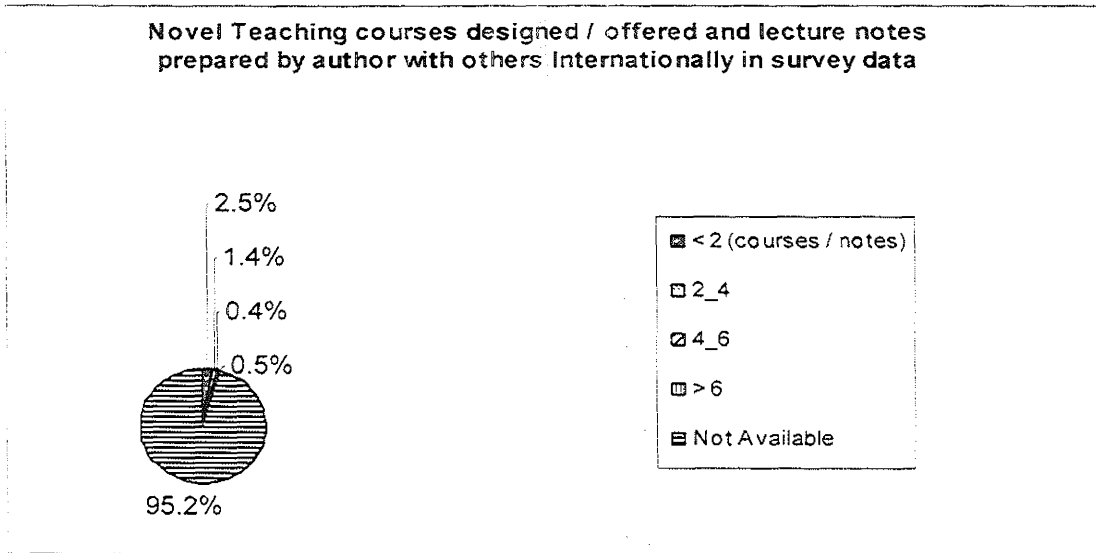 Novel Teaching courses designed / offered and lecture notes
prepared by author with others Internationally in survey data
2.5%
1.4%
0.4%
0.5%
95.2%
< 2 (courses / notes)
2_4
4_6
> 6
Not Available